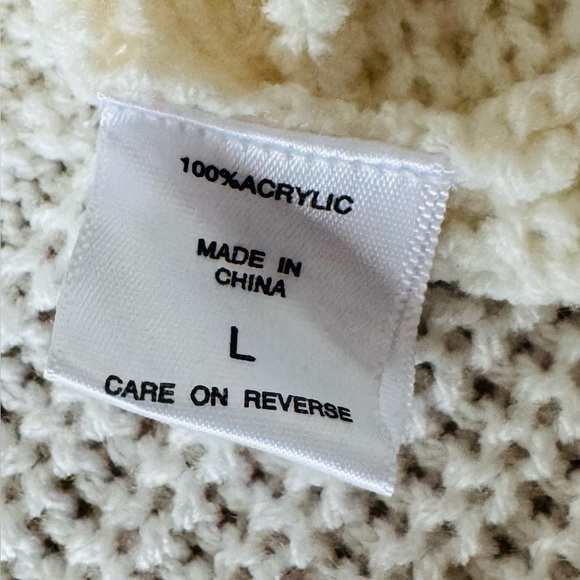 100%ACRYLIC
MADE IN
CHINA
L
CARE ON REVERSE